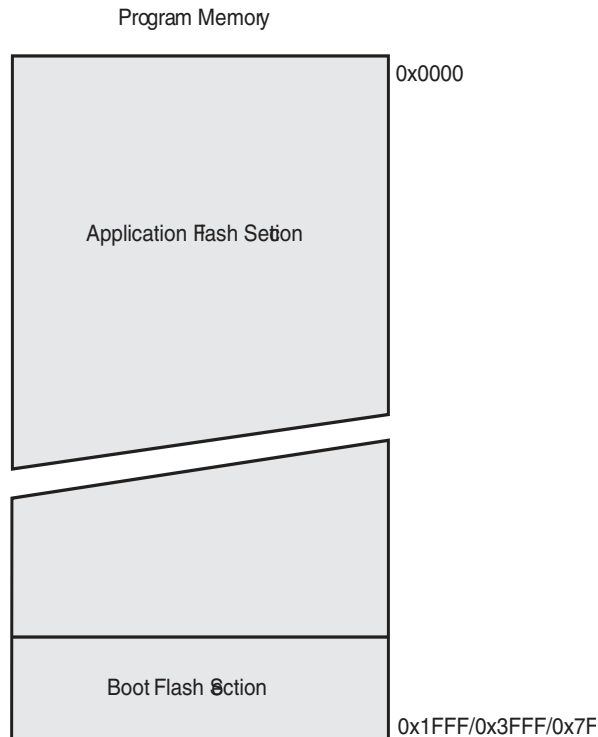 Program Memory
0x0000
Application Flash Section
Boot Flash Section
0x1FFF/0x3FFF/0x7F